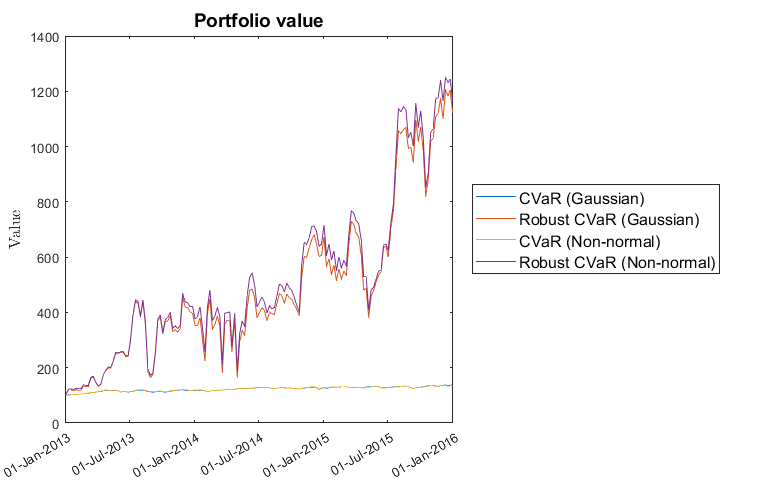 Portfolio value
1400
1200
1000
800
600
400
200
0
Value
01-Jan-2013
01-Jul-2013
01-Jan-2014
01-Jul-2014
01-Jan-2015
01-Jul-2015
01-Jan-2016
CVaR (Gaussian)
Robust CVaR (Gaussian)
CVaR (Non-normal)
Robust CVaR (Non-normal)